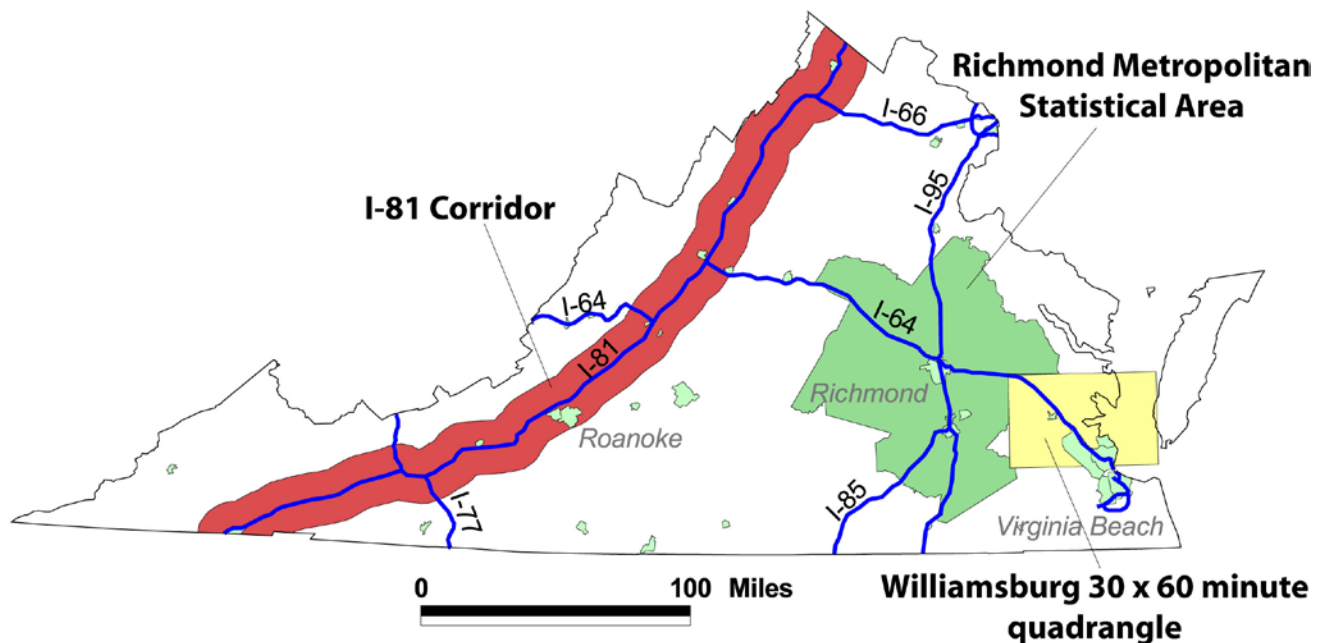 Richmond Metropolitan
Statistical Area
I-66
I-95
I-81 Corridor
I-64
I-64
I-81
Richmond
Roanoke
I-77
I-85
Virginia Beach
0 100 Miles
Williamsburg 30 x 60 minute
quadrangle